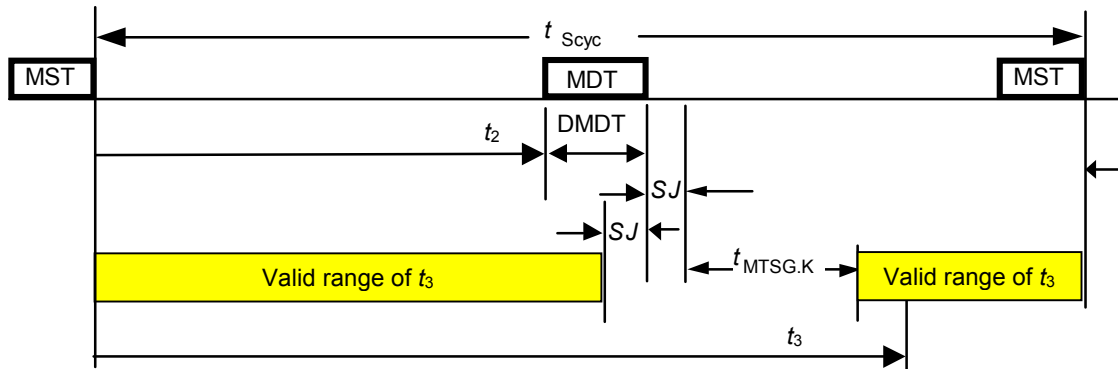 t Scyc
MST MDT MST
t2 DMDT
SJ
SJ
t MTSG.K
Valid range of t3 Valid range of t3
t3